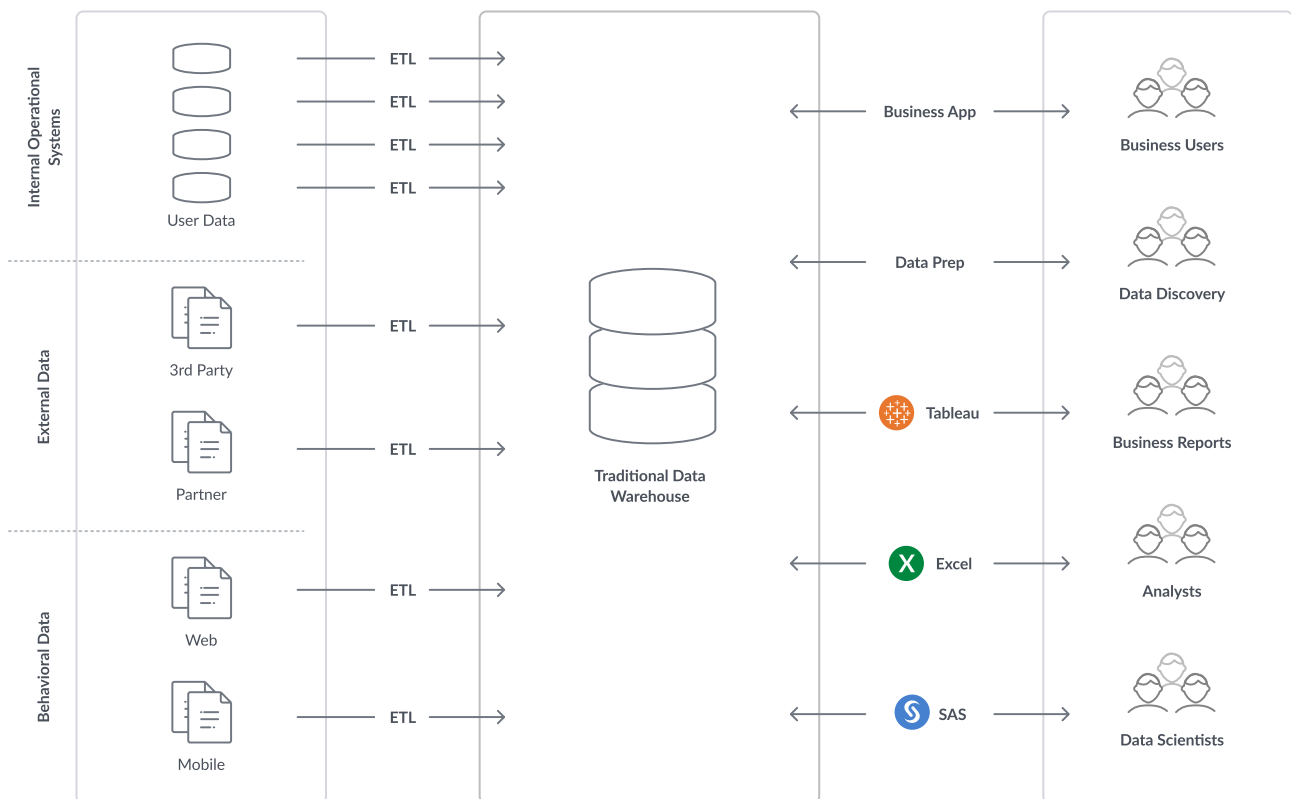 Internal Operational
Systems
User Data
ETL
ETL
ETL
ETL
External Data
3rd Party
ETL
Partner
ETL
Behavioral Data
Web
ETL
Mobile
ETL
Traditional Data
Warehouse
Business App
Business Users
Data Prep
Data Discovery
Tableau
Business Reports
X
Excel
Analysts
S
SAS
Data Scientists